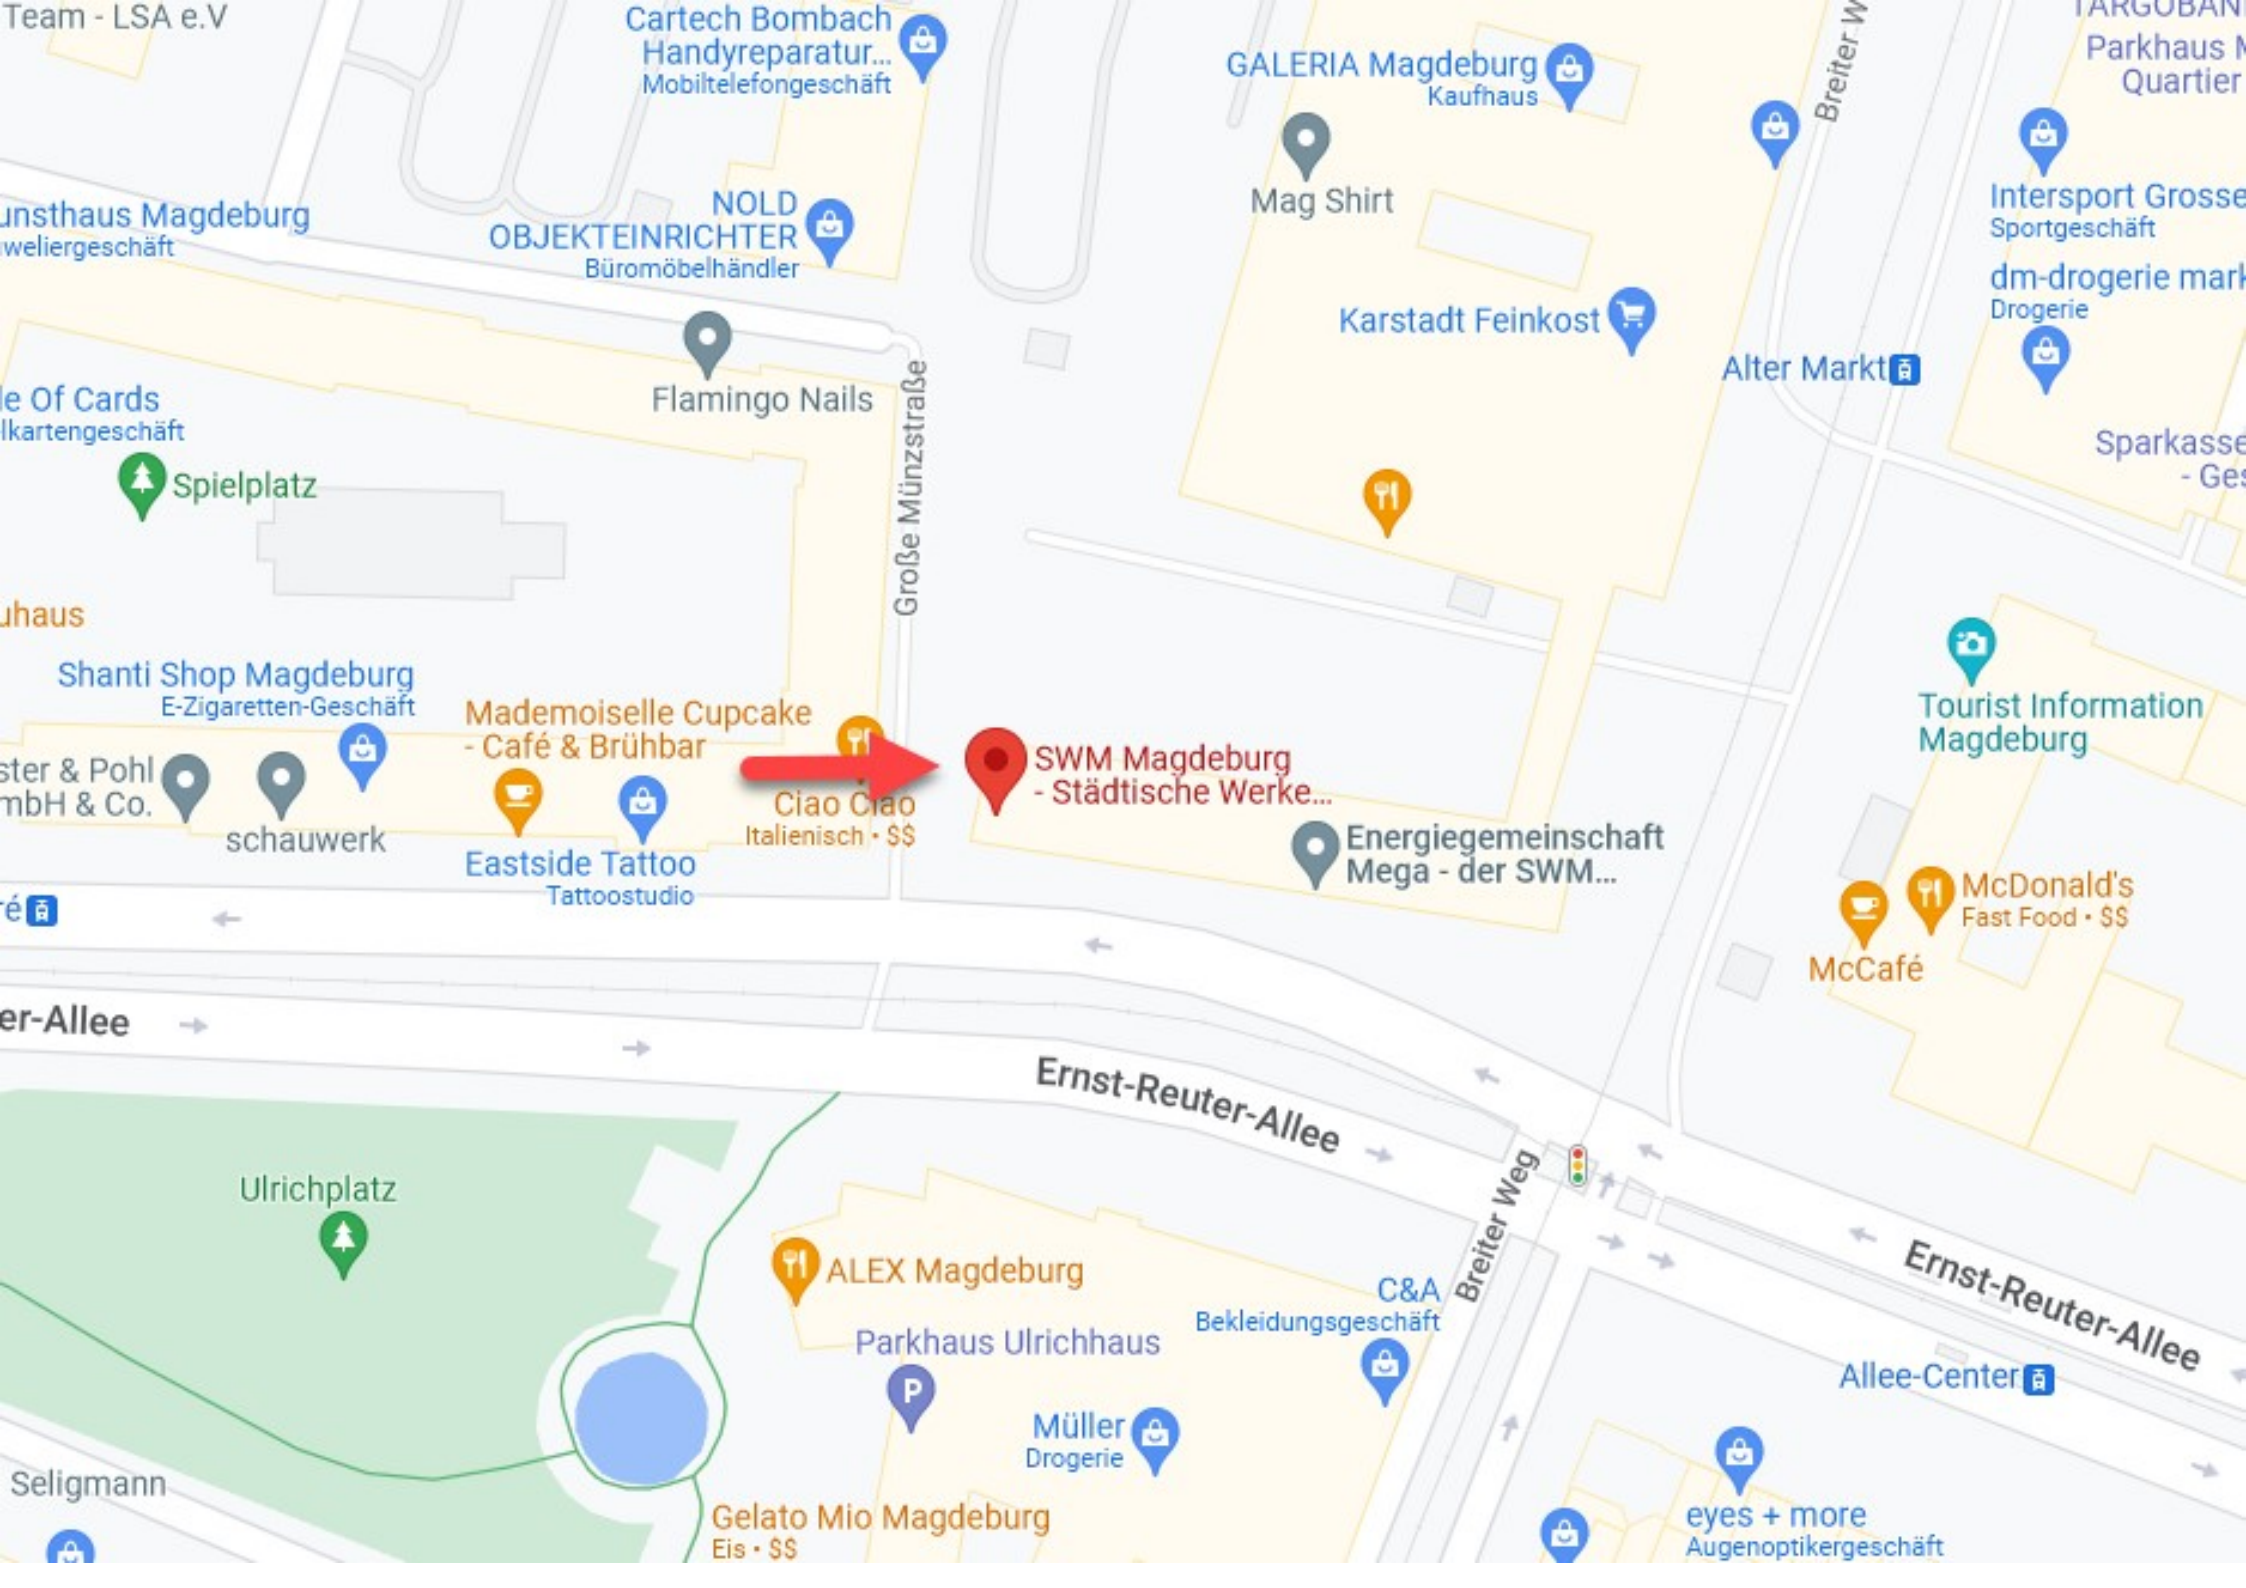 Team - LSA e.V
Cartech Bombach
Handyreparatur...
Mobiltelefongeschäft
GALERIA Magdeburg
Kaufhaus
Breiter W
TARGOBAN
Parkhaus M
Quartier
Mag Shirt
unsthaus Magdeburg
weliergeschäft
NOLD
OBJEKTEINRICHTER
Büromöbelhändler
Intersport Grosse
Sportgeschäft
dm-drogerie mark
Drogerie
Karstadt Feinkost
Alter Markt
Flamingo Nails
Große Münzstraße
le Of Cards
lkartengeschäft
Spielplatz
Sparkasse
- Ges
uhaus
Shanti Shop Magdeburg
E-Zigaretten-Geschäft
Mademoiselle Cupcake
- Café & Brühbar
Tourist Information
Magdeburg
ster & Pohl
mbH & Co.
schauwerk
Ciao Ciao
Italienisch • $$
SWM Magdeburg
- Städtische Werke...
Energiegemeinschaft
Mega - der SWM...
Eastside Tattoo
Tattoostudio
McDonald's
Fast Food • $$
McCafé
ré
er-Allee
Ernst-Reuter-Allee
Breiter Weg
Ulrichplatz
ALEX Magdeburg
C&A
Bekleidungsgeschäft
Ernst-Reuter-Allee
Parkhaus Ulrichhaus
P
Allee-Center
Müller
Drogerie
Seligmann
Gelato Mio Magdeburg
Eis • $$
eyes + more
Augenoptikergeschäft